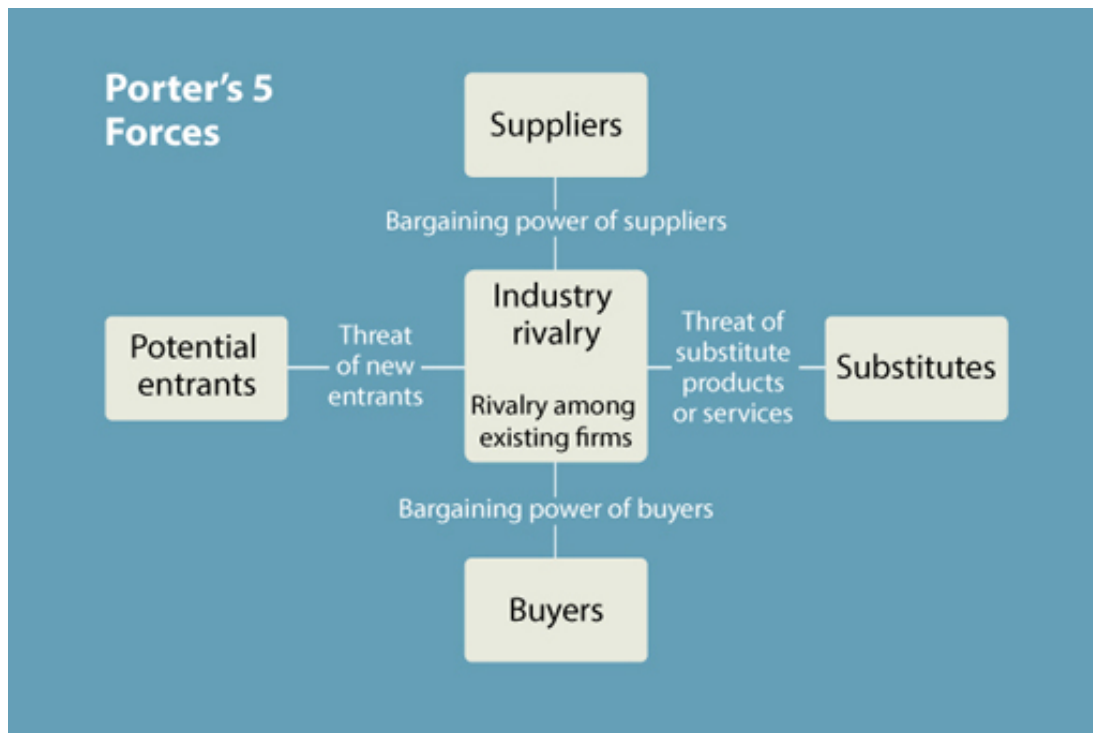 Porter's 5
Forces
Suppliers
Bargaining power of suppliers
Potential
entrants
Threat
of new
entrants
Industry
rivalry
Rivalry among
existing firms
Threat of
substitute
products
or services
Substitutes
Bargaining power of buyers
Buyers